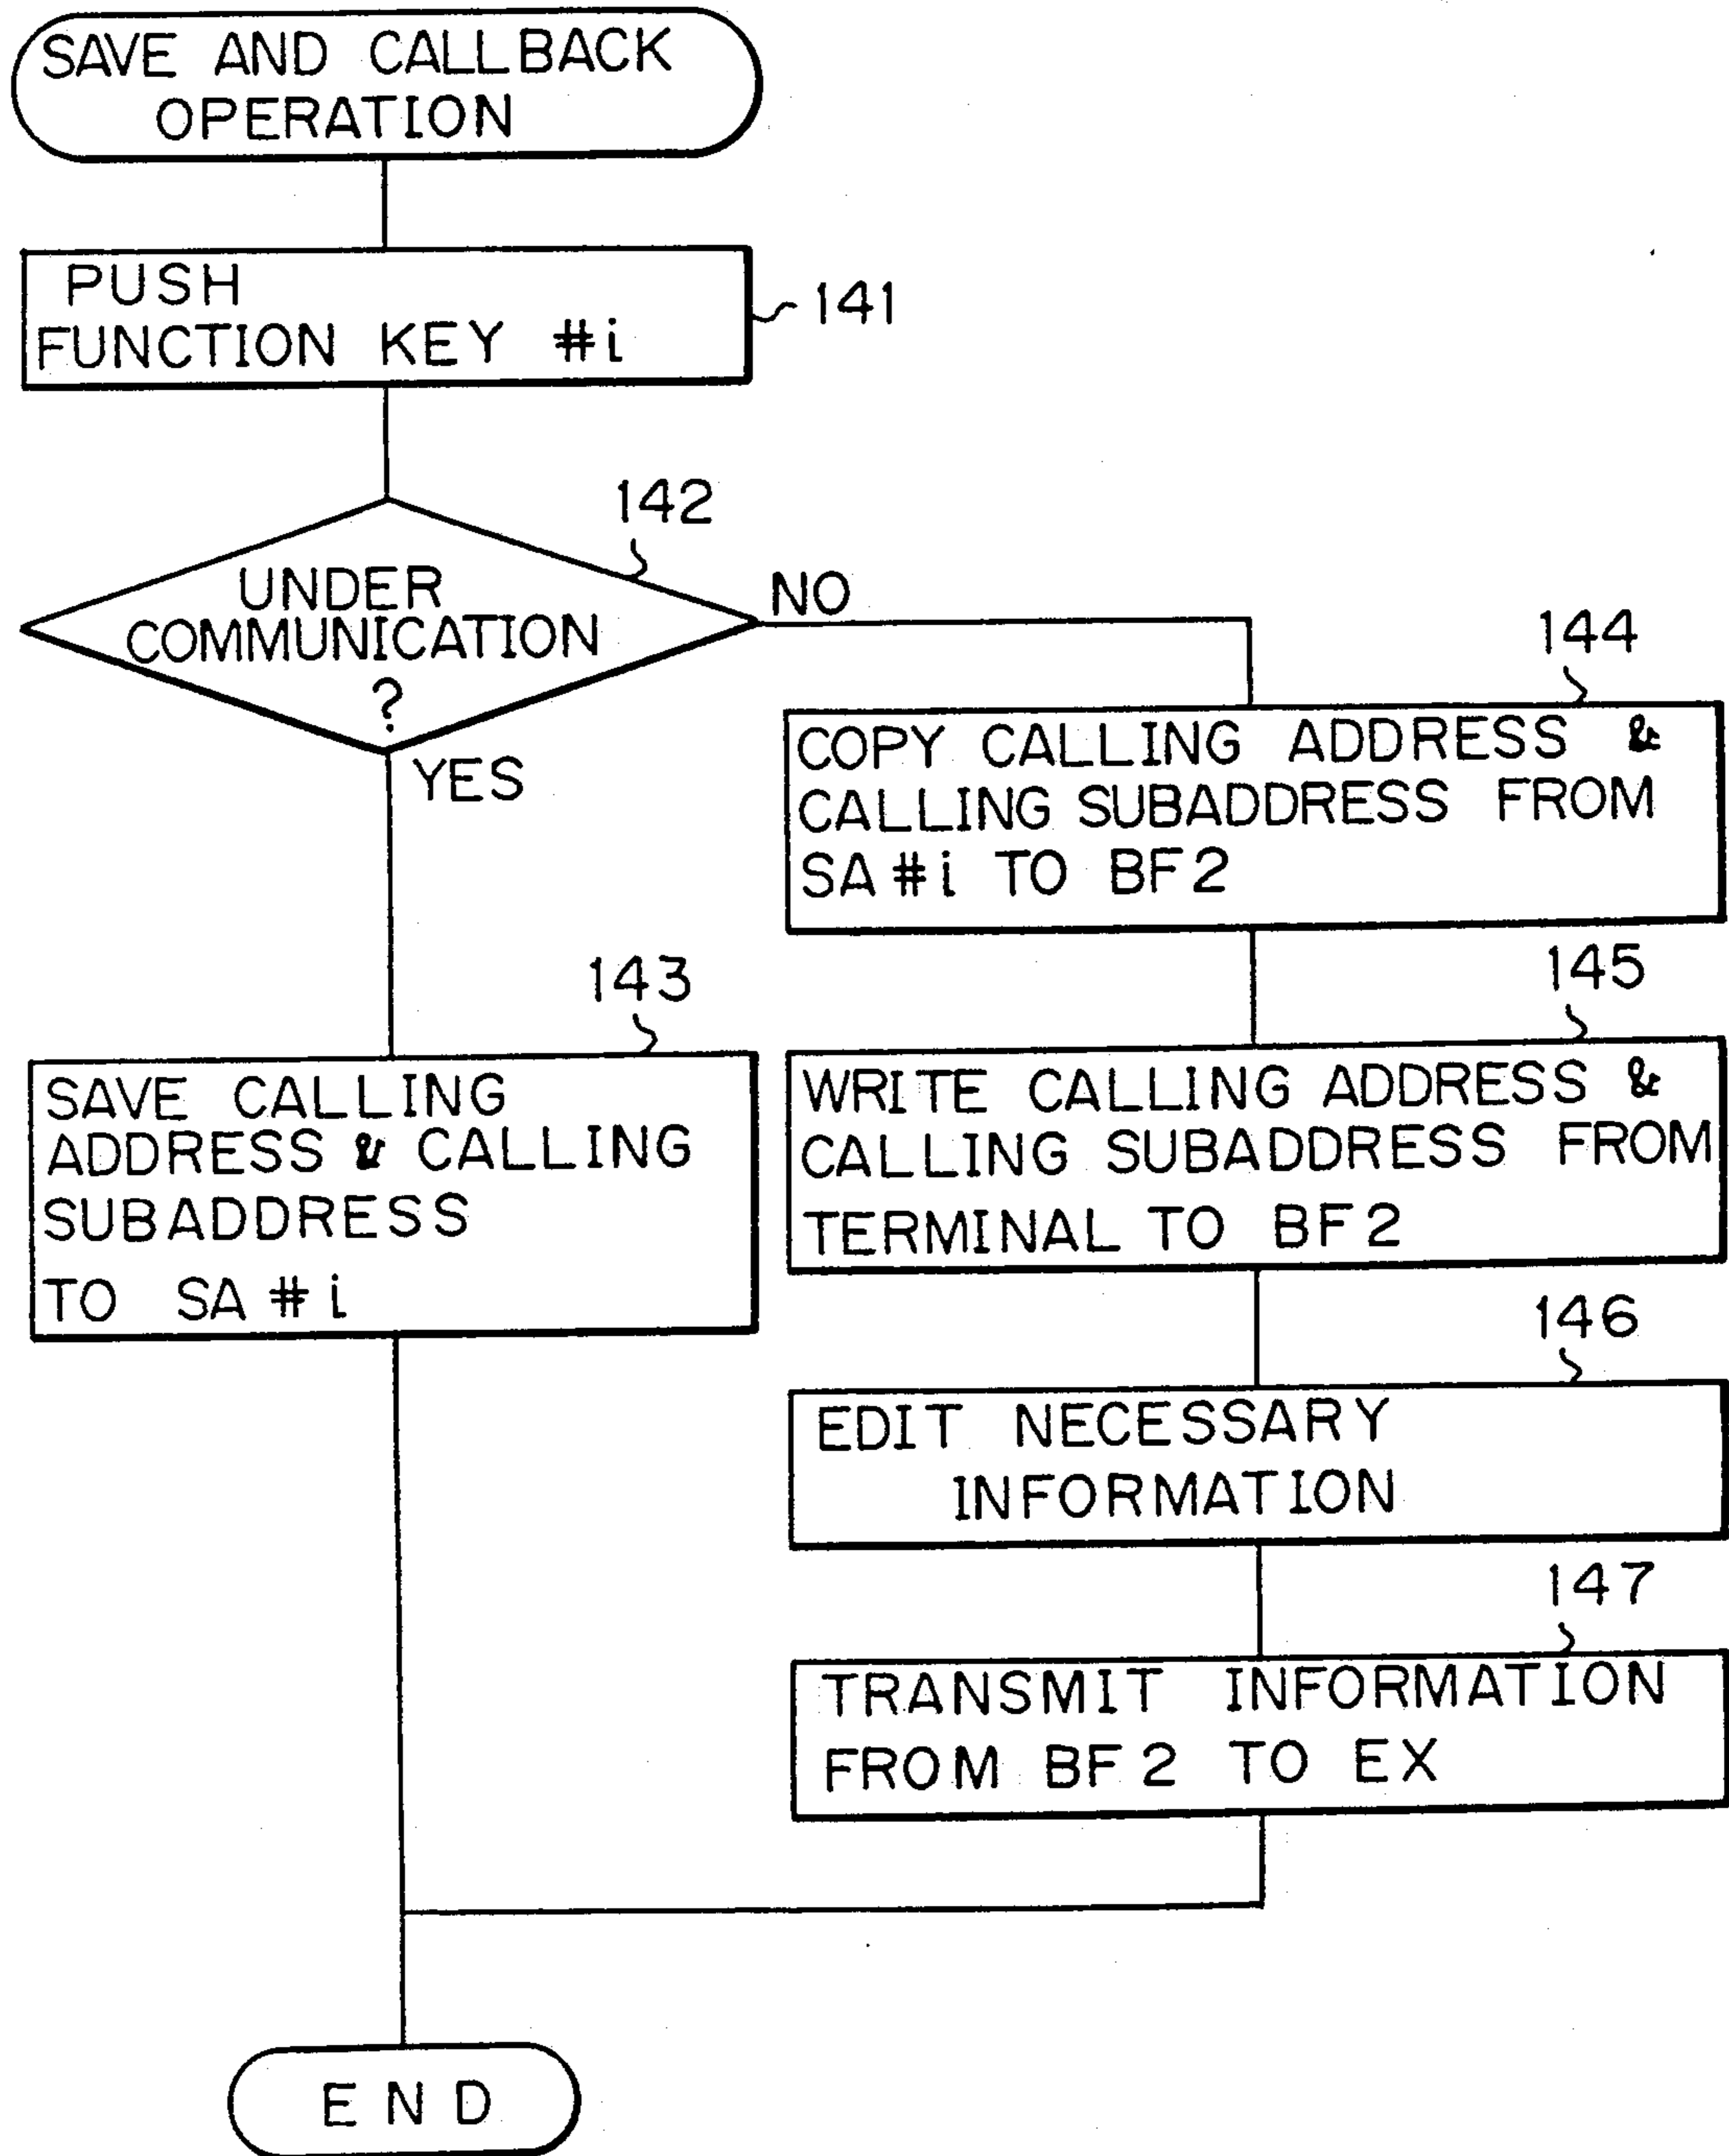 SAVE AND CALLBACK
OPERATION
PUSH
FUNCTION KEY #i
141
142
UNDER
COMMUNICATION
?
NO
YES
143
SAVE CALLING
ADDRESS & CALLING
SUBADDRESS
TO SA #i
144
COPY CALLING ADDRESS &
CALLING SUBADDRESS FROM
SA #i TO BF2
145
WRITE CALLING ADDRESS &
CALLING SUBADDRESS FROM
TERMINAL TO BF2
146
EDIT NECESSARY
INFORMATION
147
TRANSMIT INFORMATION
FROM BF2 TO EX
END